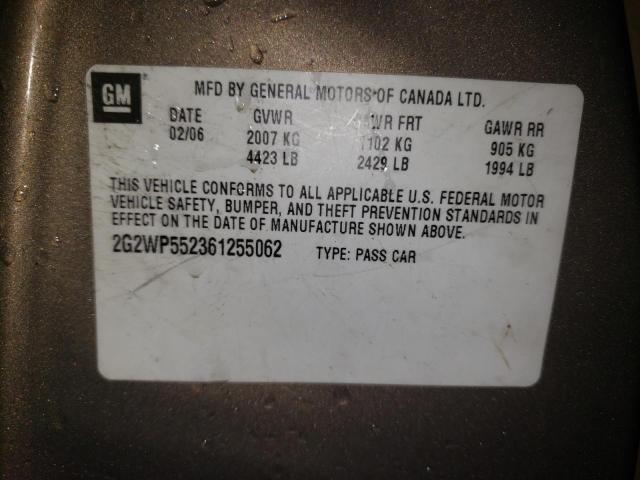 GM
MFD BY GENERAL MOTORS OF CANADA LTD.
DATE GVWR WR FRT GAWR RR
02/06 2007 KG 1102 KG 905 KG
4423 LB 2429 LB 1994 LB
THIS VEHICLE CONFORMS TO ALL APPLICABLE U.S. FEDERAL MOTOR
VEHICLE SAFETY, BUMPER, AND THEFT PREVENTION STANDARDS IN
EFFECT ON THE DATE OF MANUFACTURE SHOWN ABOVE.
2G2WP552361255062 TYPE: PASS CAR